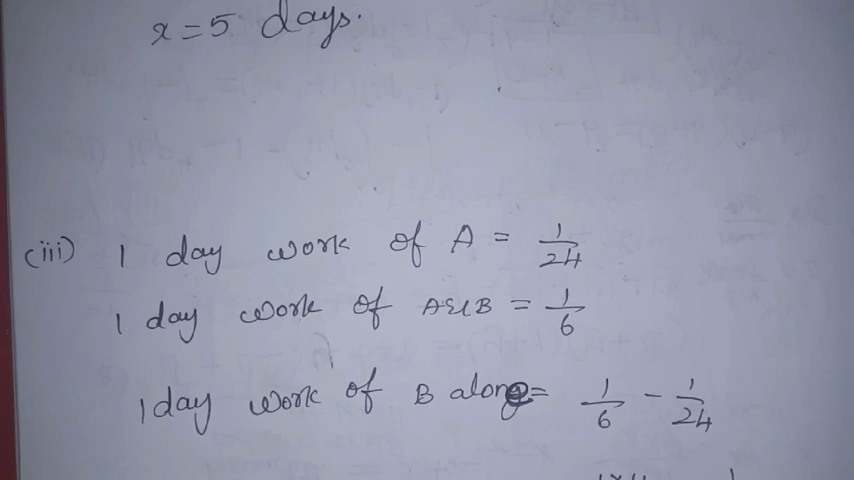 x = 5 days.
(iii) 1 day work of A = 1/24
1 day work of A & B = 1/6
1 day work of B alone = 1/6 - 1/24